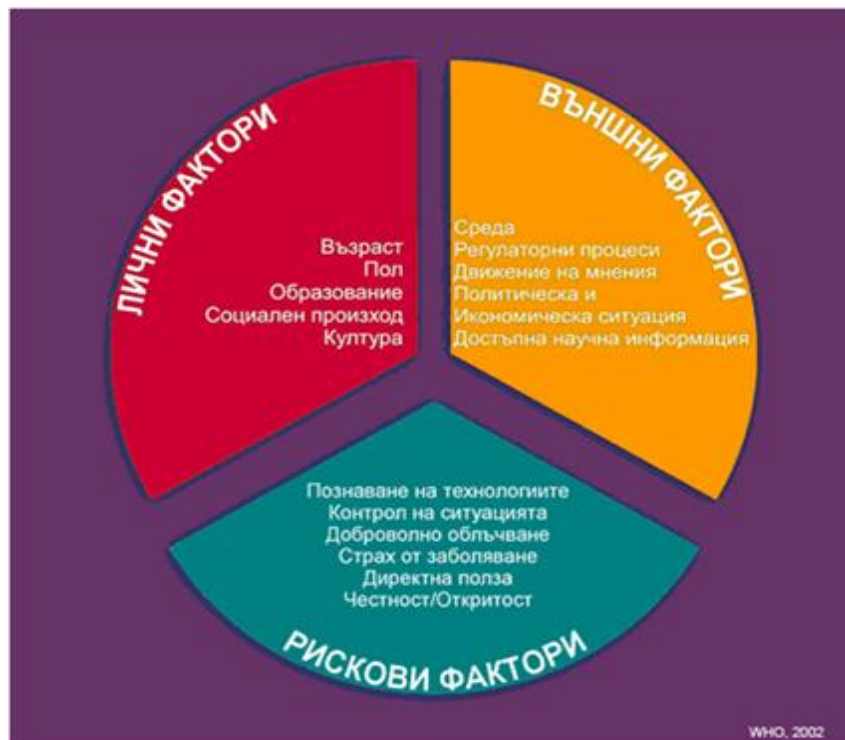 ЛИЧНИ ФАКТОРИ
Възраст
Пол
Образование
Социален произход
Култура
ВЪНШНИ ФАКТОРИ
Среда
Регулаторни процеси
Движение на мнения
Политическа и
Икономическа ситуация
Достъпна научна информация
Познаване на технологиите
Контрол на ситуацията
Доброволно облъчване
Страх от заболяване
Директна полза
Честност/Откритост
РИСКОВИ ФАКТОРИ
WHO, 2002